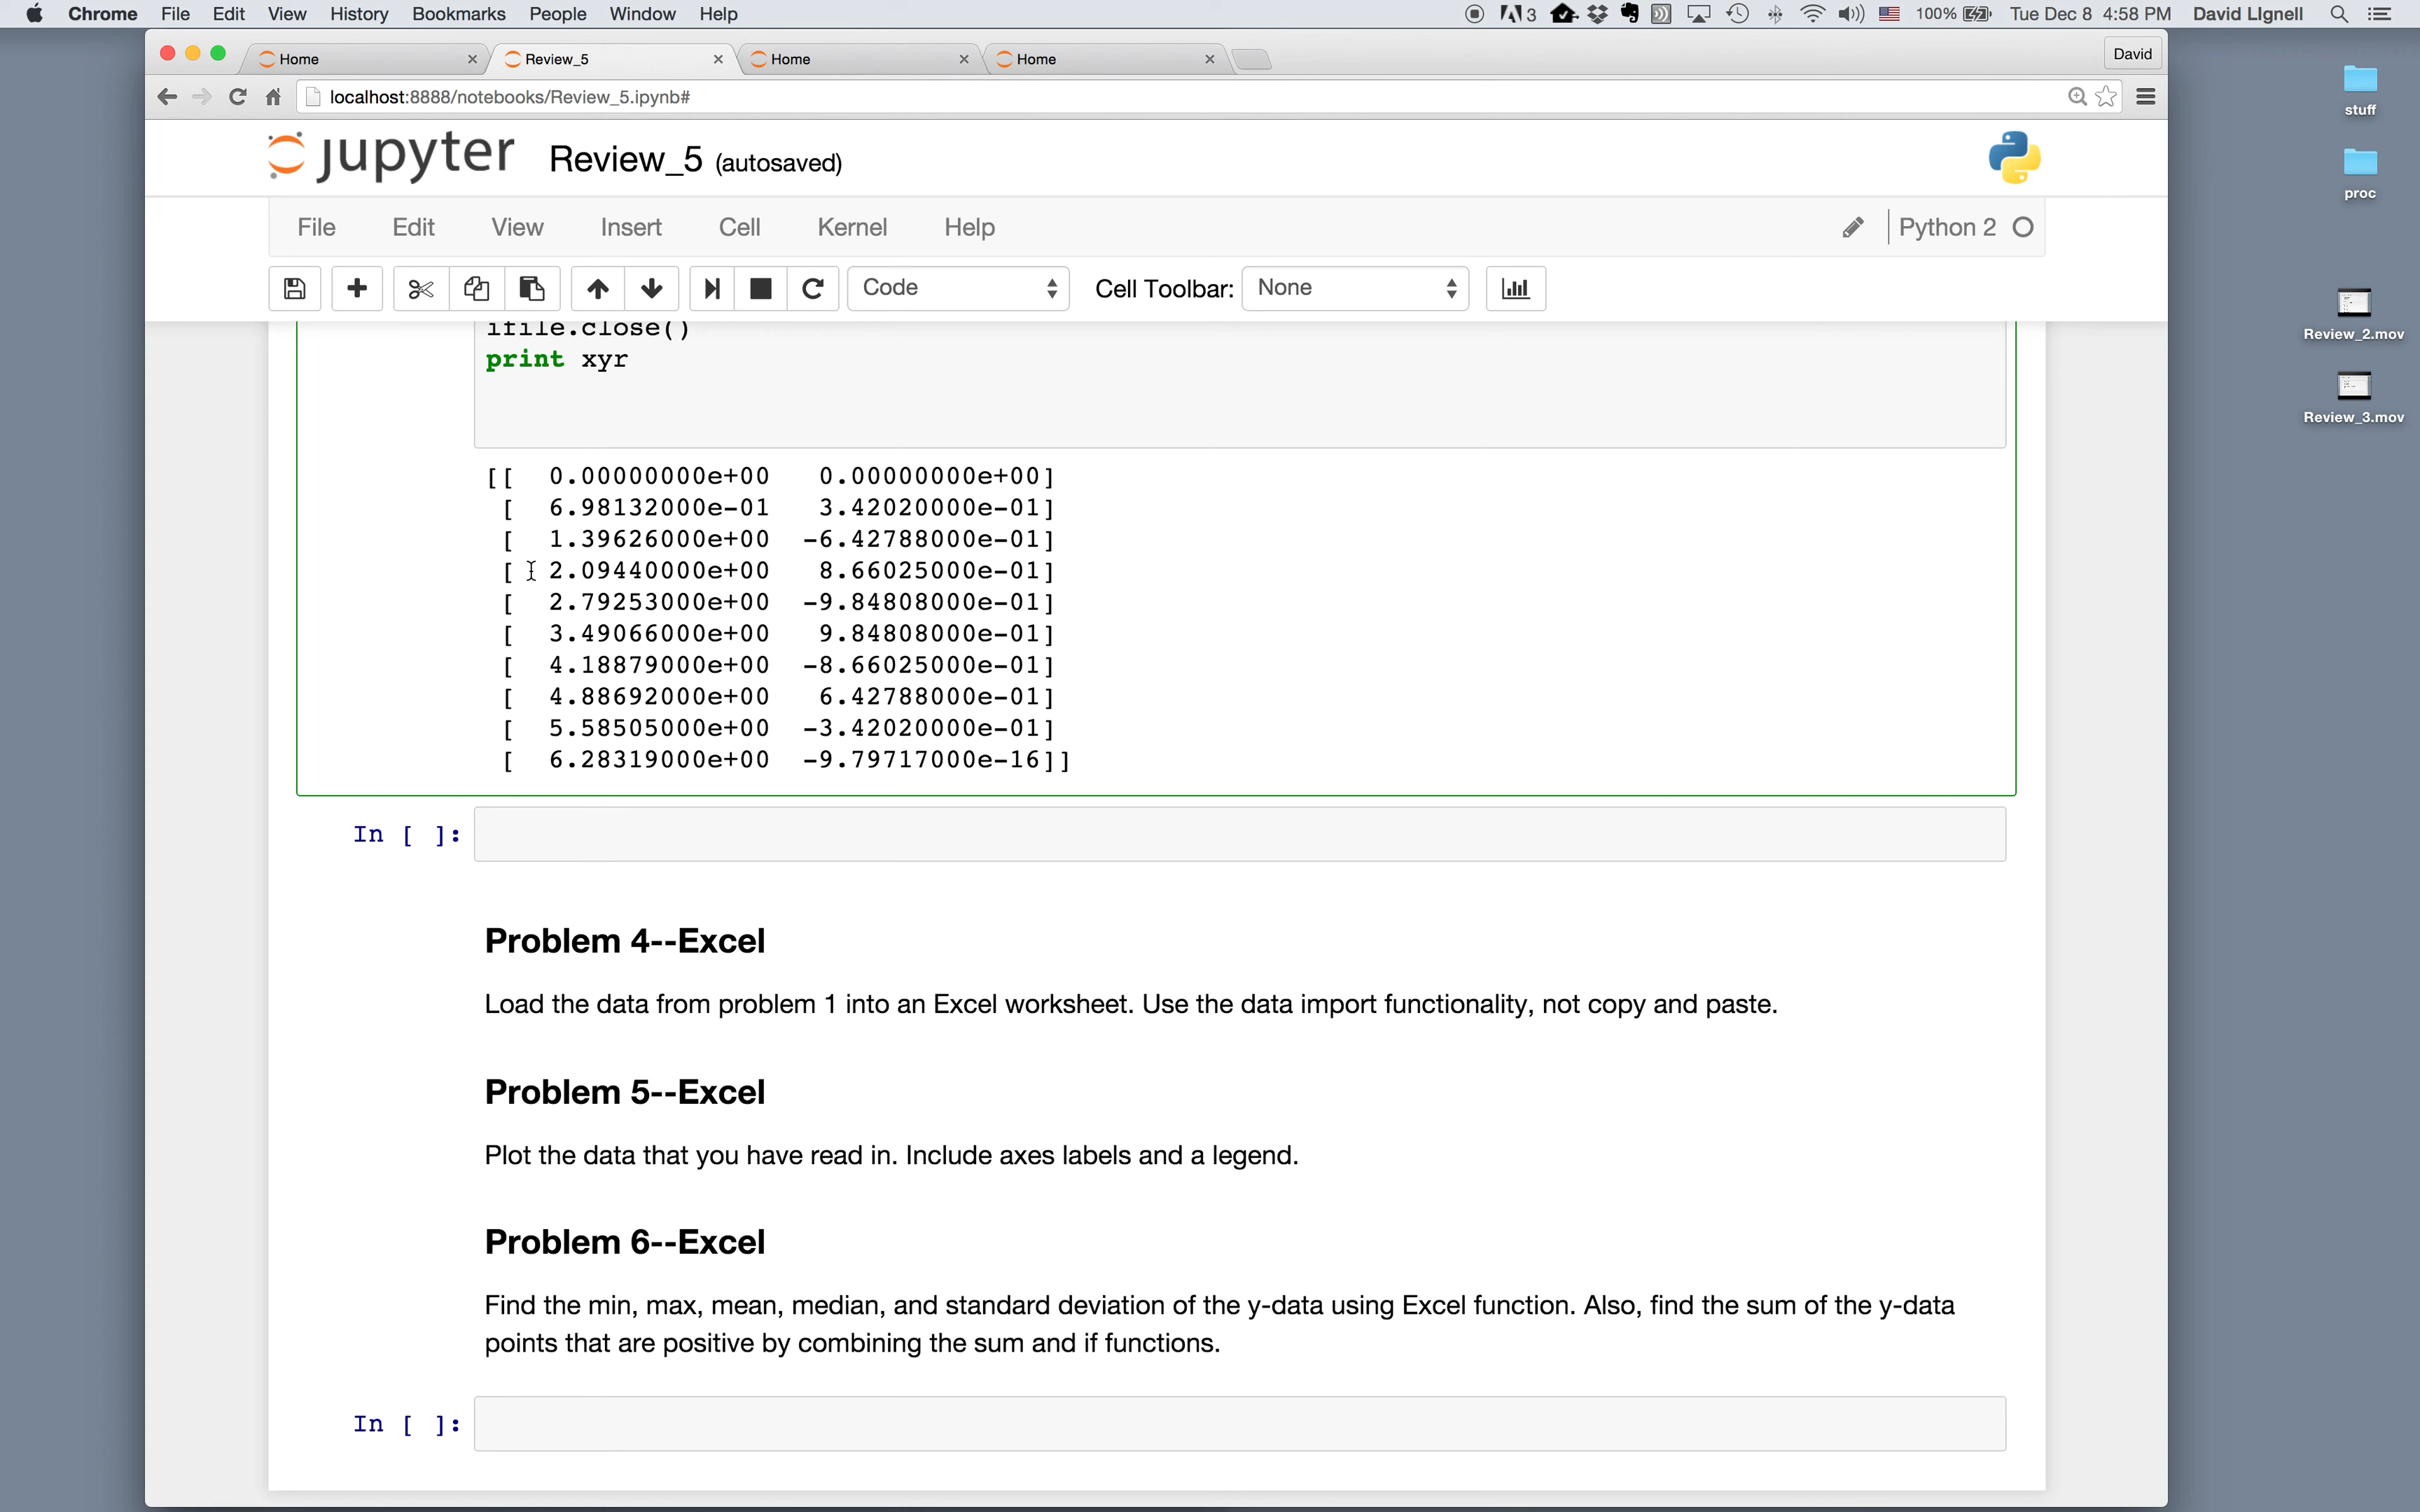 Chrome File Edit View History Bookmarks People Window Help 3 100% Tue Dec 8 4:58 PM David LIgnell
Home Review_5 Home Home David
localhost:8888/notebooks/Review_5.ipynb#
stuff
jupyter Review_5 (autosaved)
proc
File Edit View Insert Cell Kernel Help Python 2
Code Cell Toolbar: None
Review_2.mov
Review_3.mov
ifile.close()
print xyr
[[ 0.00000000e+00 0.00000000e+00]
[ 6.98132000e-01 3.42020000e-01]
[ 1.39626000e+00 -6.42788000e-01]
[ 2.09440000e+00 8.66025000e-01]
[ 2.79253000e+00 -9.84808000e-01]
[ 3.49066000e+00 9.84808000e-01]
[ 4.18879000e+00 -8.66025000e-01]
[ 4.88692000e+00 6.42788000e-01]
[ 5.58505000e+00 -3.42020000e-01]
[ 6.28319000e+00 -9.79717000e-16]]
In [ ]:
Problem 4--Excel
Load the data from problem 1 into an Excel worksheet. Use the data import functionality, not copy and paste.
Problem 5--Excel
Plot the data that you have read in. Include axes labels and a legend.
Problem 6--Excel
Find the min, max, mean, median, and standard deviation of the y-data using Excel function. Also, find the sum of the y-data
points that are positive by combining the sum and if functions.
In [ ]: